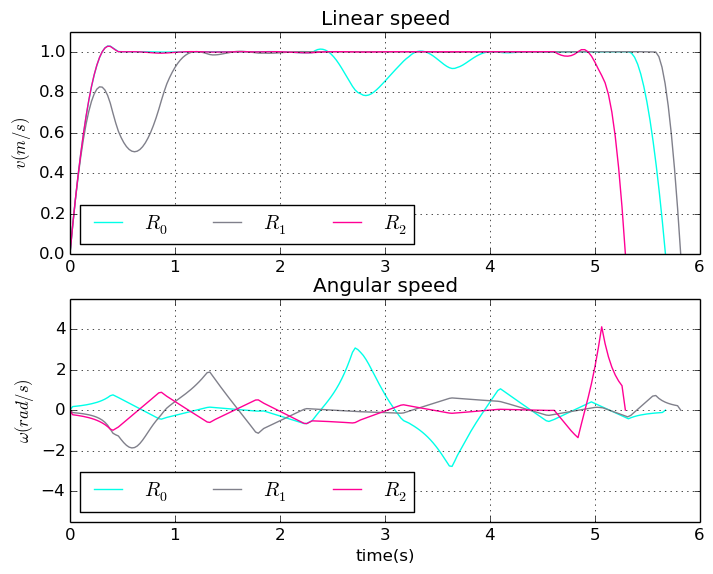 Linear speed
1.0
0.8
0.6
0.4
0.2
0.0
v(m/s)
R0 R1 R2
0 1 2 3 4 5 6
Angular speed
4
2
0
−2
−4
ω(rad/s)
R0 R1 R2
0 1 2 3 4 5 6
time(s)